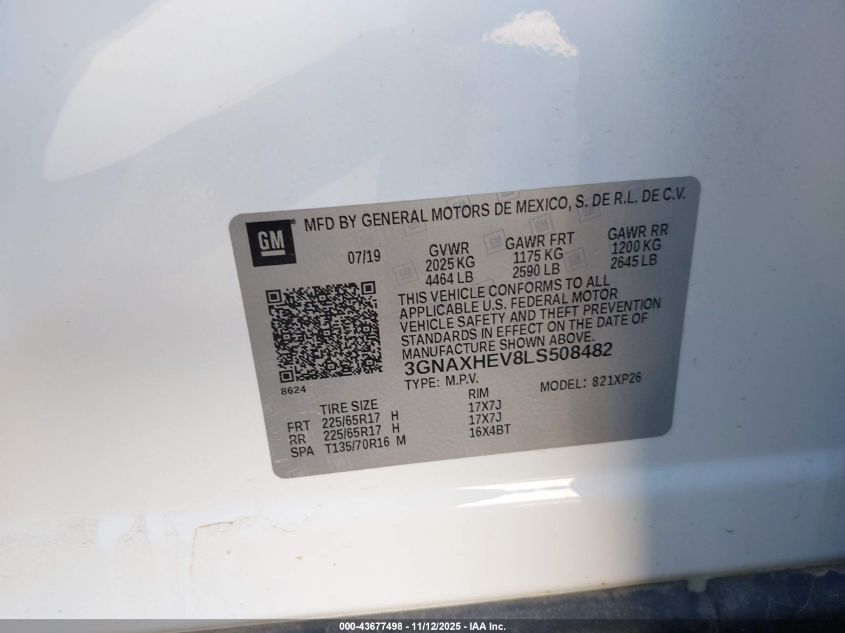 GM
MFD BY GENERAL MOTORS DE MEXICO, S. DE R.L. DE C.V.
07/19 GVWR GAWR FRT GAWR RR
2025 KG 1175 KG 1200 KG
4464 LB 2590 LB 2645 LB
THIS VEHICLE CONFORMS TO ALL
APPLICABLE U.S. FEDERAL MOTOR
VEHICLE SAFETY AND THEFT PREVENTION
STANDARDS IN EFFECT ON THE DATE OF
MANUFACTURE SHOWN ABOVE.
3GNAXHEV8LS508482
8624
TYPE: M.P.V. MODEL: 821XP26
TIRE SIZE RIM
FRT 225/65R17 H 17X7J
RR 225/65R17 H 17X7J
SPA T135/70R16 M 16X4BT
000-43677498 - 11/12/2025 - IAA Inc.